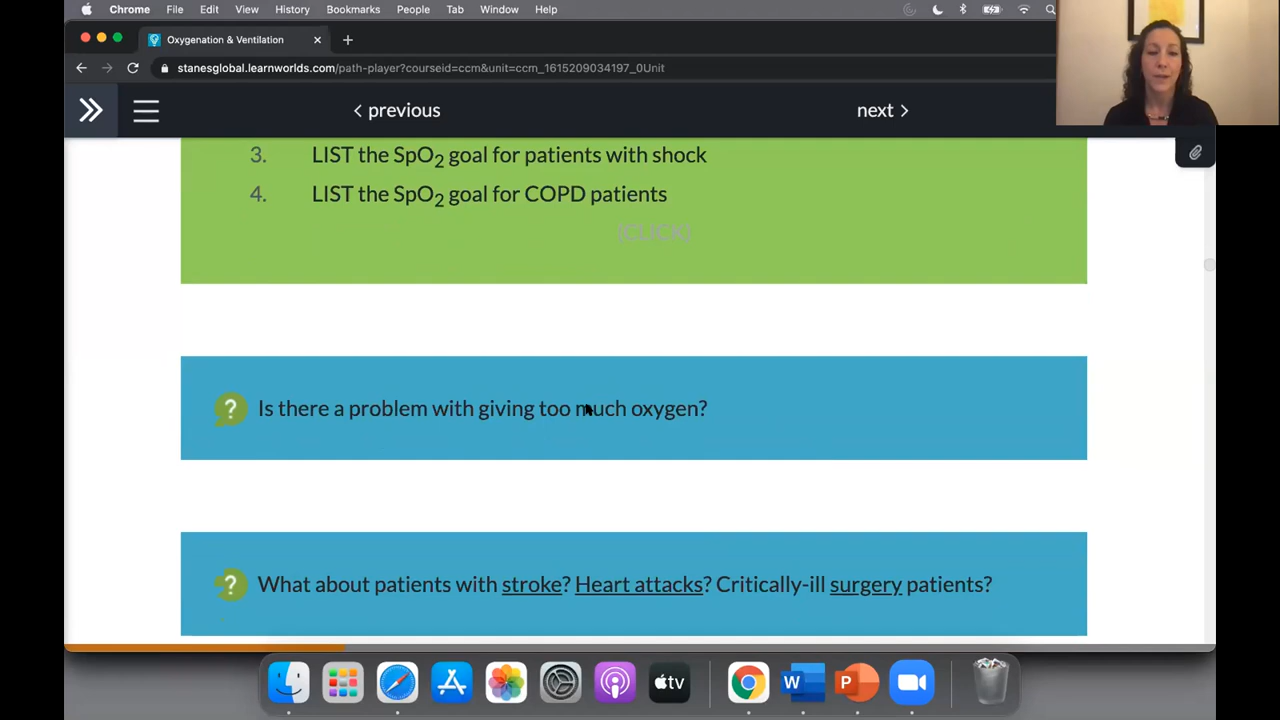 Chrome File Edit View History Bookmarks People Tab Window Help
Oxygenation & Ventilation
stanesglobal.learnworlds.com/path-player?courseid=ccm&unit=ccm_1615209034197_0Unit
< previous next >
3. LIST the SpO2 goal for patients with shock
4. LIST the SpO2 goal for COPD patients
[CLICK]
? Is there a problem with giving too much oxygen?
? What about patients with stroke? Heart attacks? Critically-ill surgery patients?
tv W P